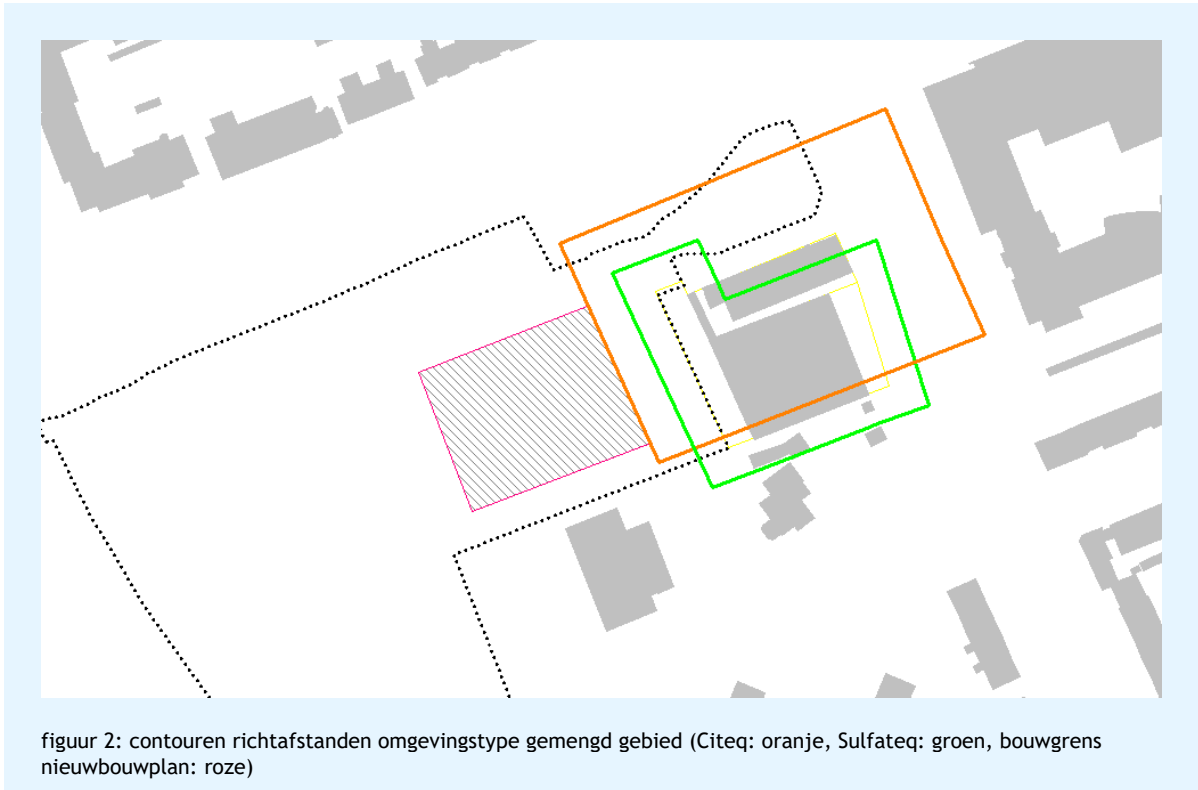 figuur 2: contouren richtafstanden omgevingstype gemengd gebied (Citeq: oranje, Sulfateq: groen, bouwgrens
nieuwbouwplan: roze)